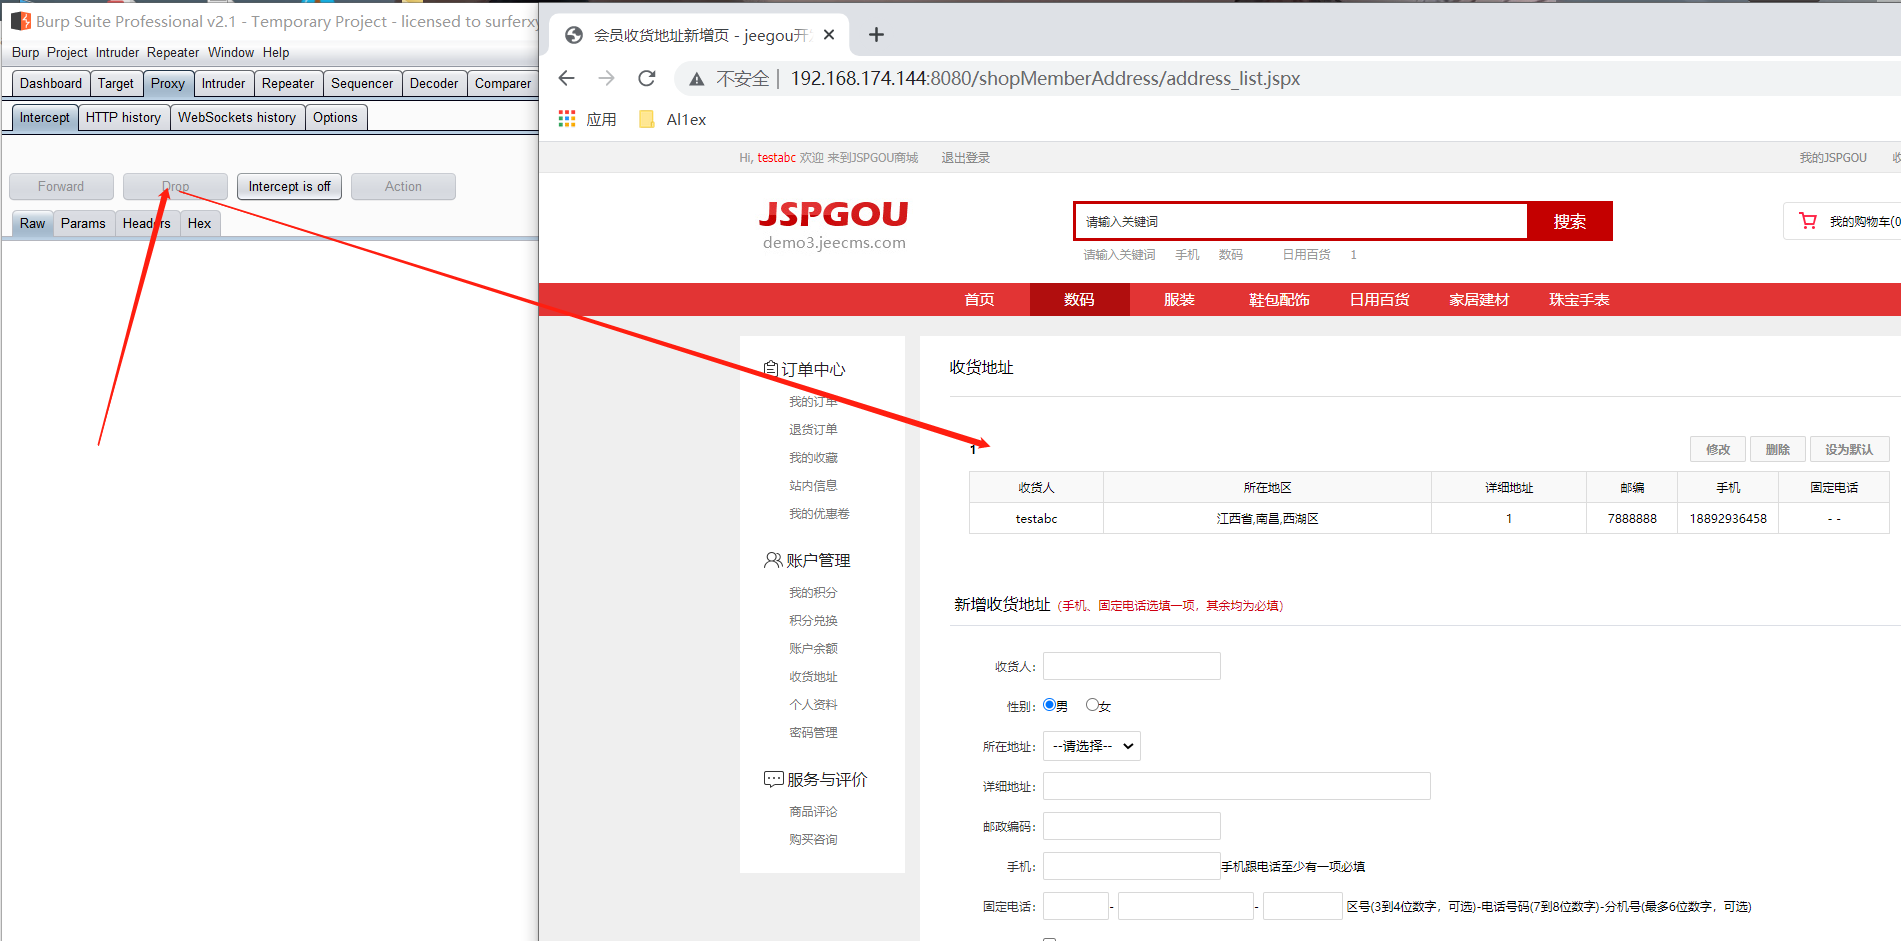 Burp Suite Professional v2.1 - Temporary Project - licensed to surferxy
Burp Project Intruder Repeater Window Help
Dashboard Target Proxy Intruder Repeater Sequencer Decoder Comparer
Intercept HTTP history WebSockets history Options
Forward Drop Intercept is off Action
Raw Params Headers Hex
会员收货地址新增页 - jeegou开
不安全 | 192.168.174.144:8080/shopMemberAddress/address_list.jspx
应用 Al1ex
Hi, testabc 欢迎 来到JSPGOU商城 退出登录 我的JSPGOU 收
JSPGOU
demo3.jeecms.com
请输入关键词 搜索
我的购物车(0
请输入关键词 手机 数码 日用百货 1
首页 数码 服装 鞋包配饰 日用百货 家居建材 珠宝手表
订单中心
我的订单
退货订单
我的收藏
站内信息
我的优惠卷
账户管理
我的积分
积分兑换
账户余额
收货地址
个人资料
密码管理
服务与评价
商品评论
购买咨询
收货地址
1 修改 删除 设为默认
收货人 所在地区 详细地址 邮编 手机 固定电话
testabc 江西省,南昌,西湖区 1 7888888 18892936458 - -
新增收货地址 (手机、固定电话选填一项，其余均为必填)
收货人:
性别: 男 女
所在地址: --请选择--
详细地址:
邮政编码:
手机: 手机跟电话至少有一项必填
固定电话: - - 区号(3到4位数字，可选)-电话号码(7到8位数字)-分机号(最多6位数字，可选)